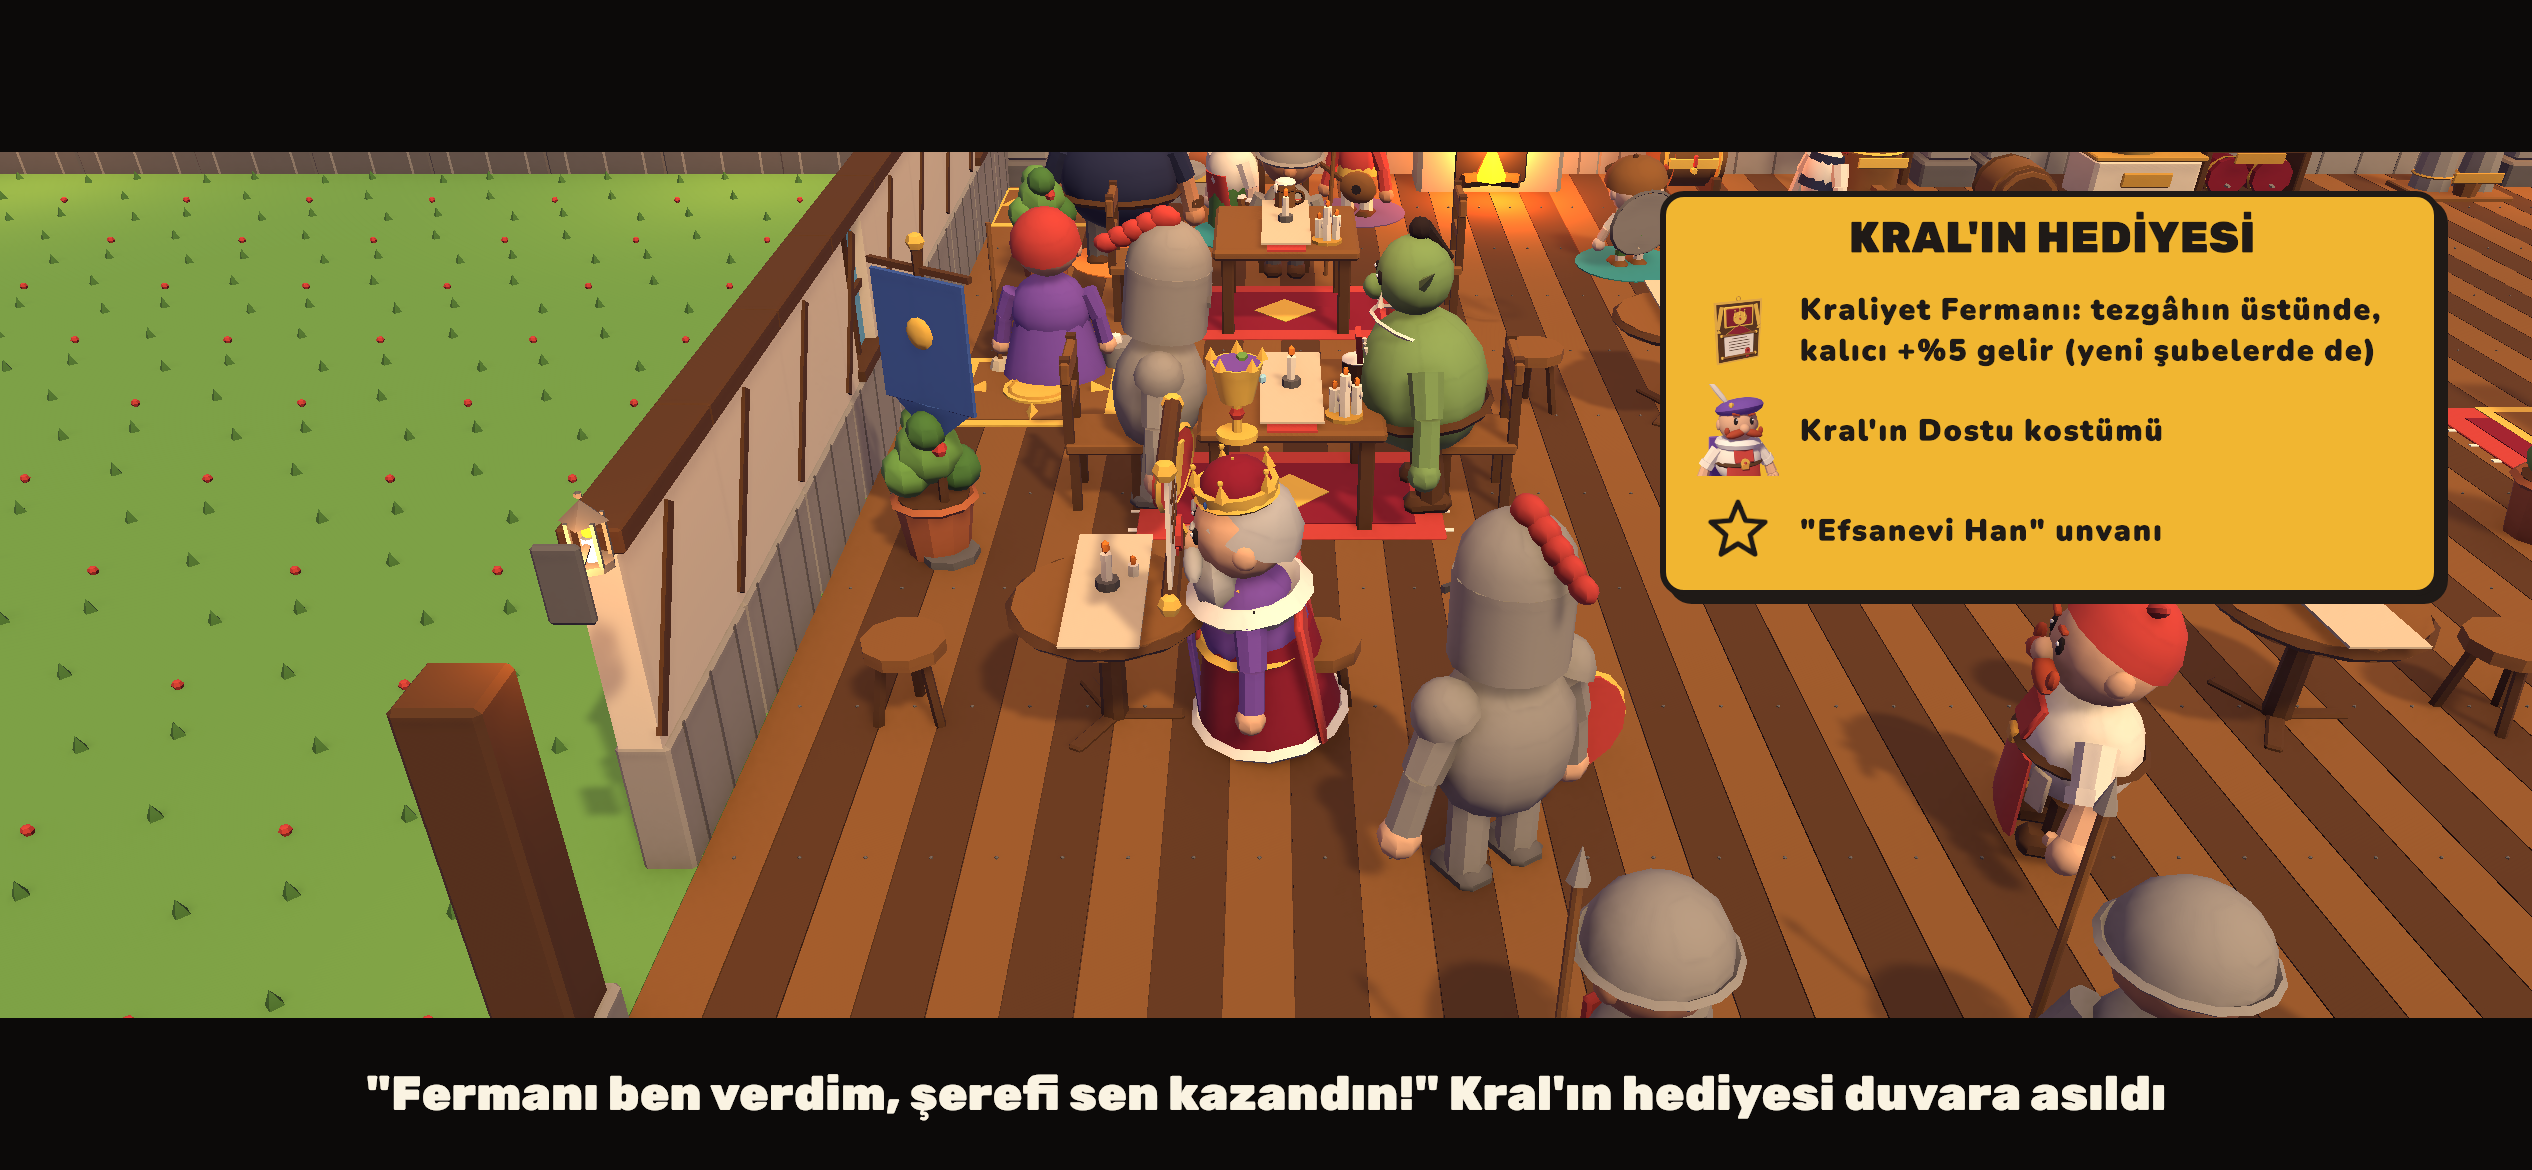 KRAL'IN HEDİYESİ
Kraliyet Fermanı: tezgâhın üstünde,
kalıcı +%5 gelir (yeni şubelerde de)
Kral'ın Dostu kostümü
"Efsanevi Han" unvanı
"Fermanı ben verdim, şerefi sen kazandın!" Kral'ın hediyesi duvara asıldı